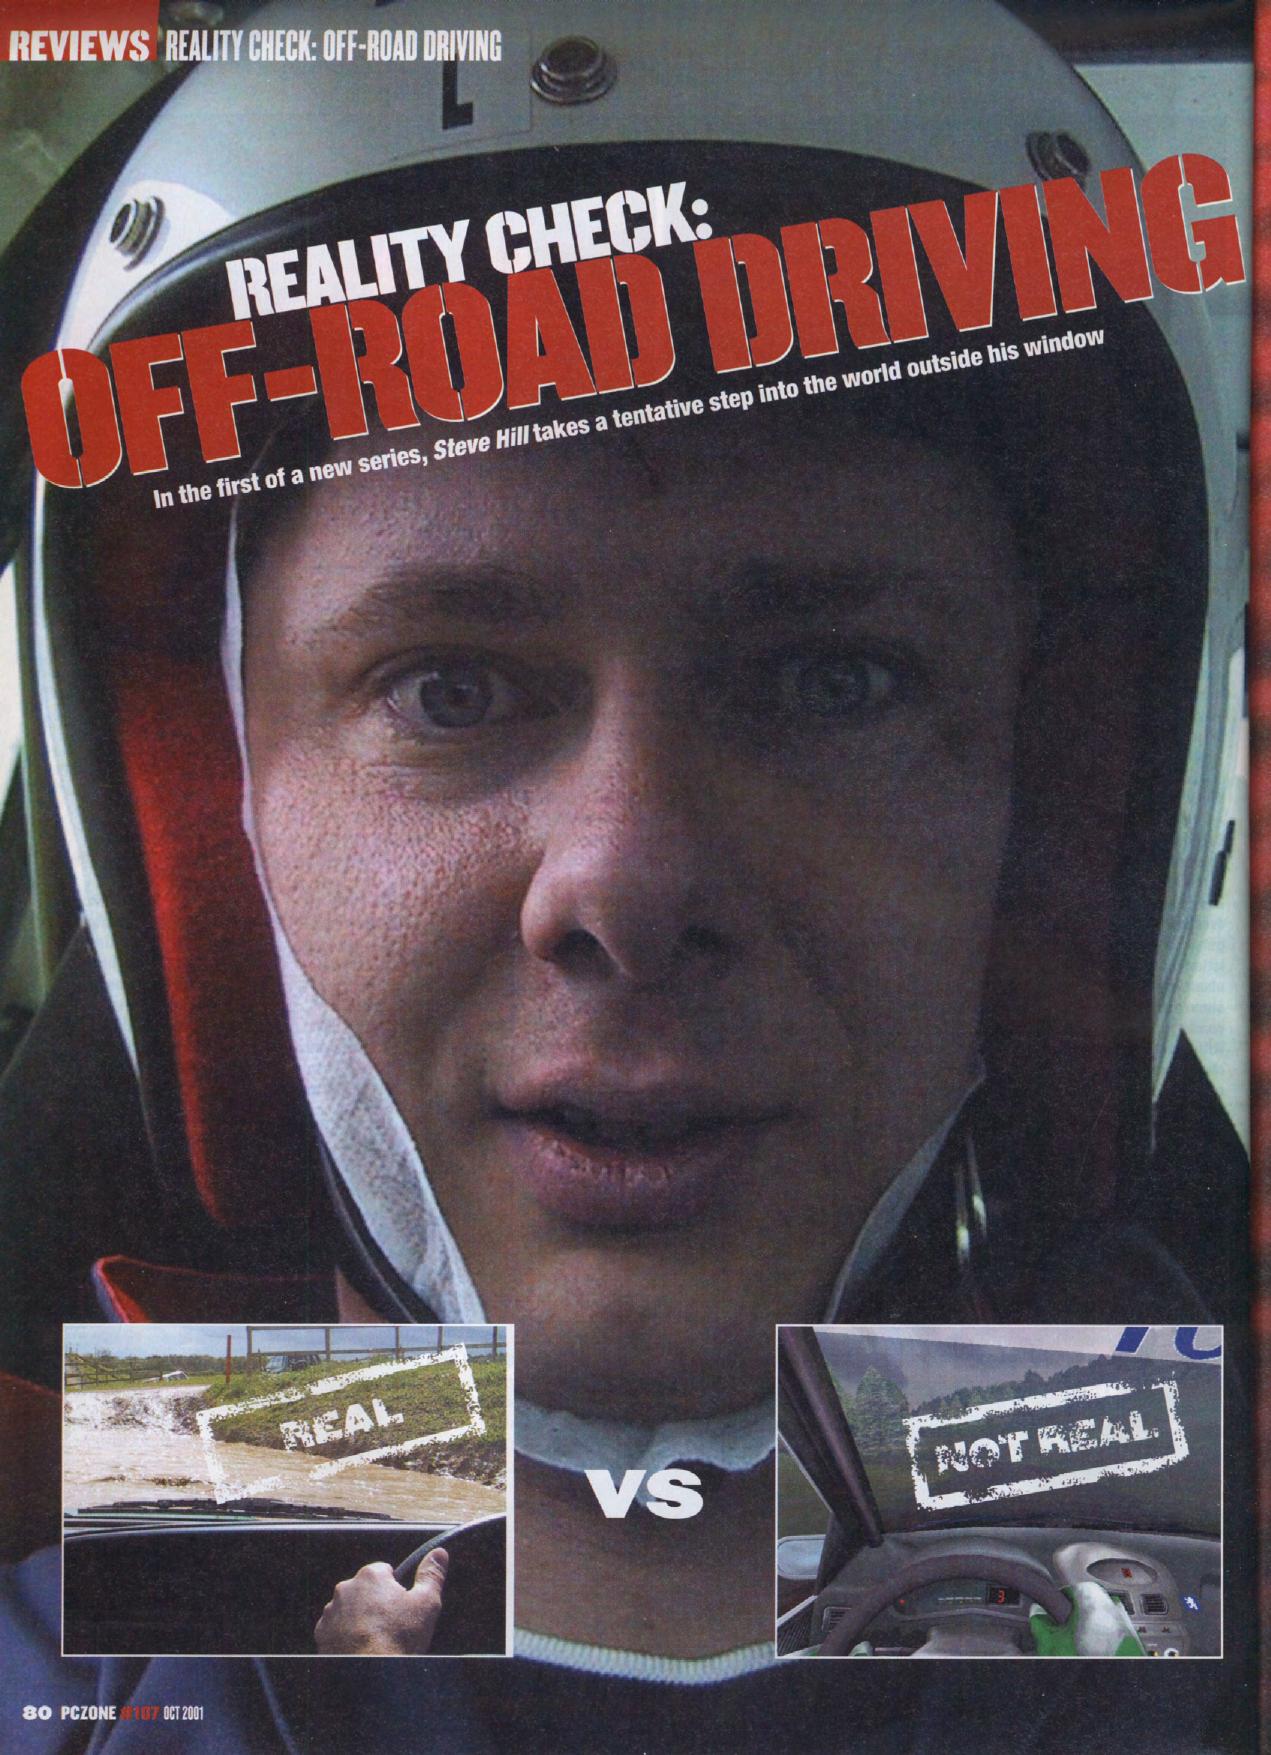 REVIEWS REALITY CHECK: OFF-ROAD DRIVING
L
REALITY CHECK:
OFF-ROAD DRIVING
In the first of a new series, Steve Hill takes a tentative step into the world outside his window
REAL
VS
NOT REAL
3
80 PCZONE #107 OCT 2001